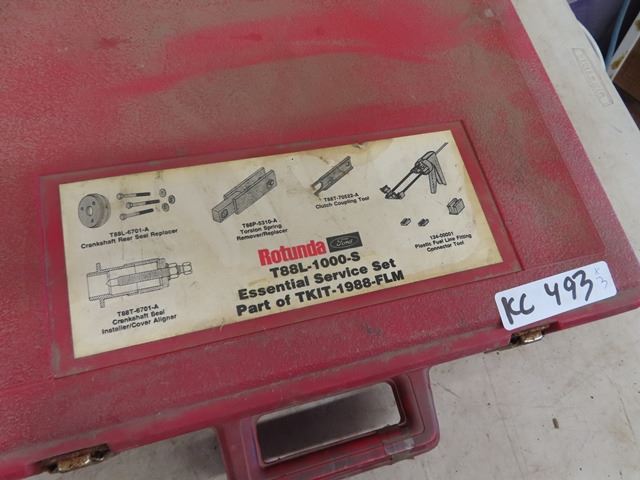 T88L-6701-A
Crankshaft Rear Seal Replacer
T88P-5310-A
Torsion Spring
Remover/Replacer
T88T-70522-A
Clutch Coupling Tool
134-00001
Plastic Fuel Line Fitting
Connector Tool
T88T-6701-A
Crankshaft Seal
Installer/Cover Aligner
Rotunda Ford
T88L-1000-S
Essential Service Set
Part of TKIT-1988-FLM
KC 493